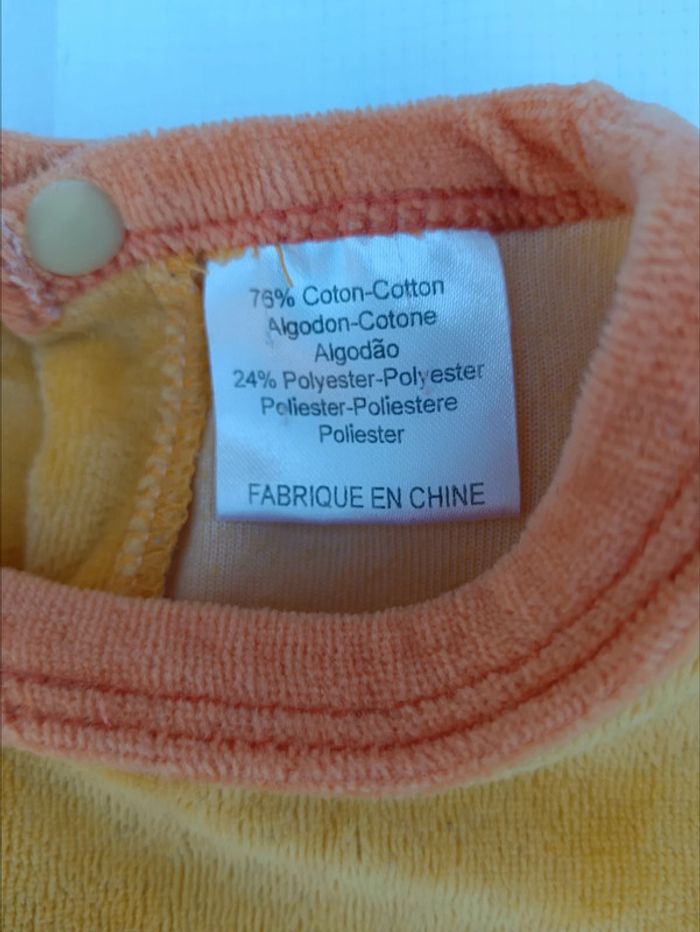 76% Coton-Cotton
Algodon-Cotone
Algodão
24% Polyester-Polyester
Poliester-Poliestere
Poliester
FABRIQUE EN CHINE